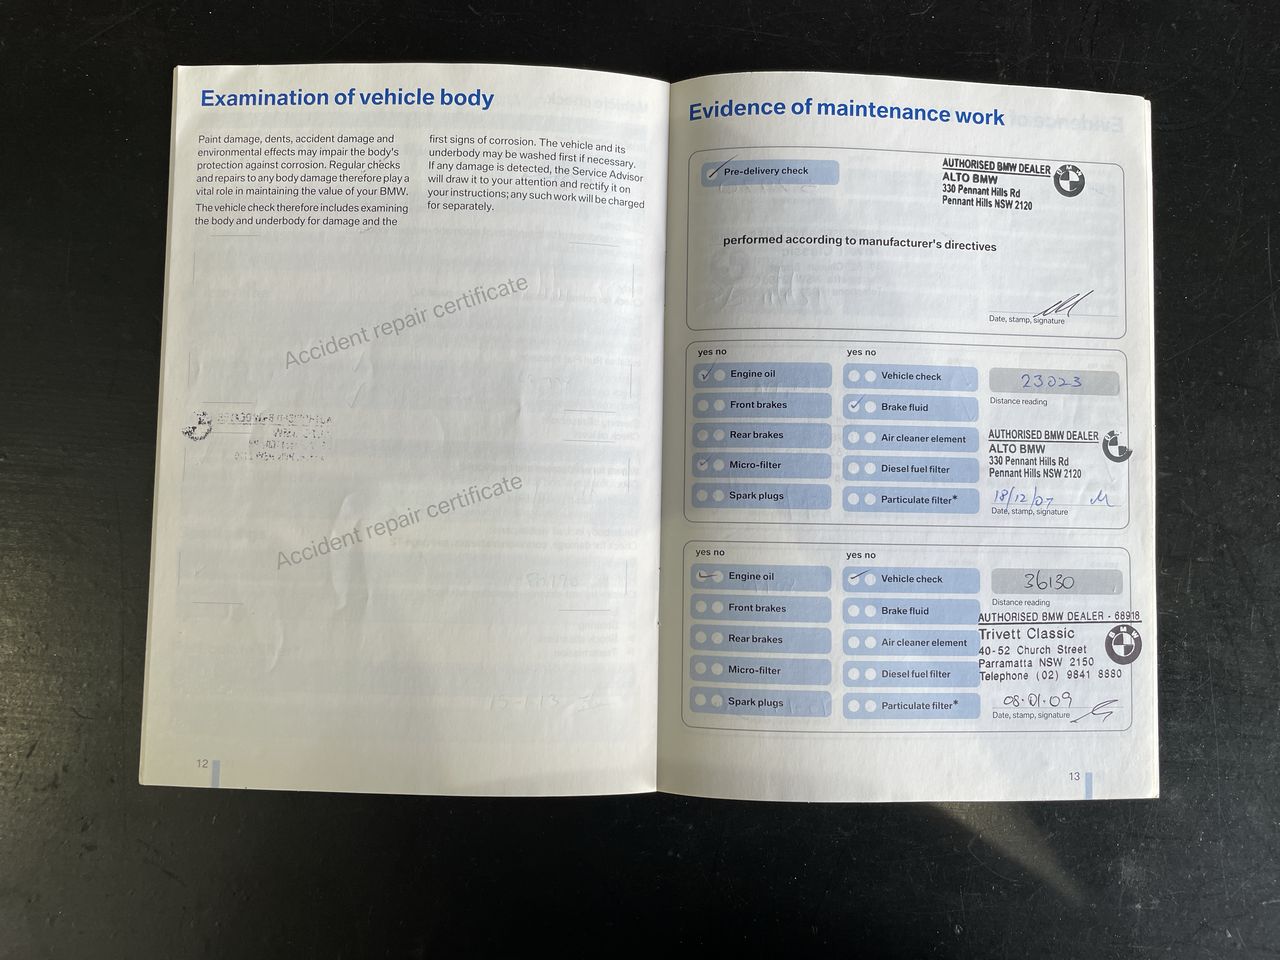 Examination of vehicle body
Paint damage, dents, accident damage and
environmental effects may impair the body's
protection against corrosion. Regular checks
and repairs to any body damage therefore play a
vital role in maintaining the value of your BMW.
The vehicle check therefore includes examining
the body and underbody for damage and the
first signs of corrosion. The vehicle and its
underbody may be washed first if necessary.
If any damage is detected, the Service Advisor
will draw it to your attention and rectify it on
your instructions; any such work will be charged
for separately.
Accident repair certificate
Accident repair certificate
12
Evidence of maintenance work
Pre-delivery check
AUTHORISED BMW DEALER
ALTO BMW
330 Pennant Hills Rd
Pennant Hills NSW 2120
performed according to manufacturer's directives
Date, stamp, signature
yes no
Engine oil
Front brakes
Rear brakes
Micro-filter
Spark plugs
yes no
Vehicle check
Brake fluid
Air cleaner element
Diesel fuel filter
Particulate filter*
23023
Distance reading
AUTHORISED BMW DEALER
ALTO BMW
330 Pennant Hills Rd
Pennant Hills NSW 2120
18/12/07
Date, stamp, signature
yes no
Engine oil
Front brakes
Rear brakes
Micro-filter
Spark plugs
yes no
Vehicle check
Brake fluid
Air cleaner element
Diesel fuel filter
Particulate filter*
36130
Distance reading
AUTHORISED BMW DEALER - 68918
Trivett Classic
40-52 Church Street
Parramatta NSW 2150
Telephone (02) 9841 8880
BMW
08.01.09
Date, stamp, signature
13